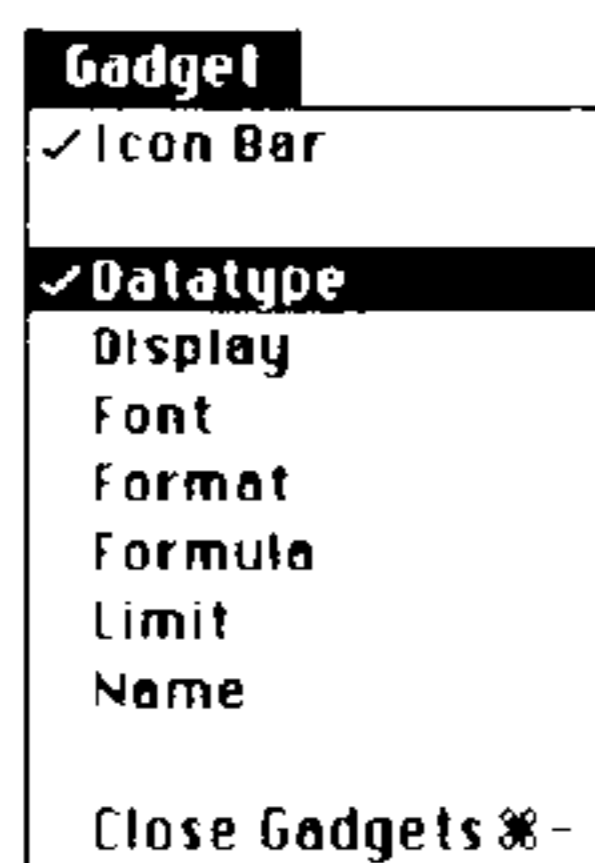 Gadget
✓Icon Bar
✓Datatype
Display
Font
Format
Formula
Limit
Name
Close Gadgets ⌘-